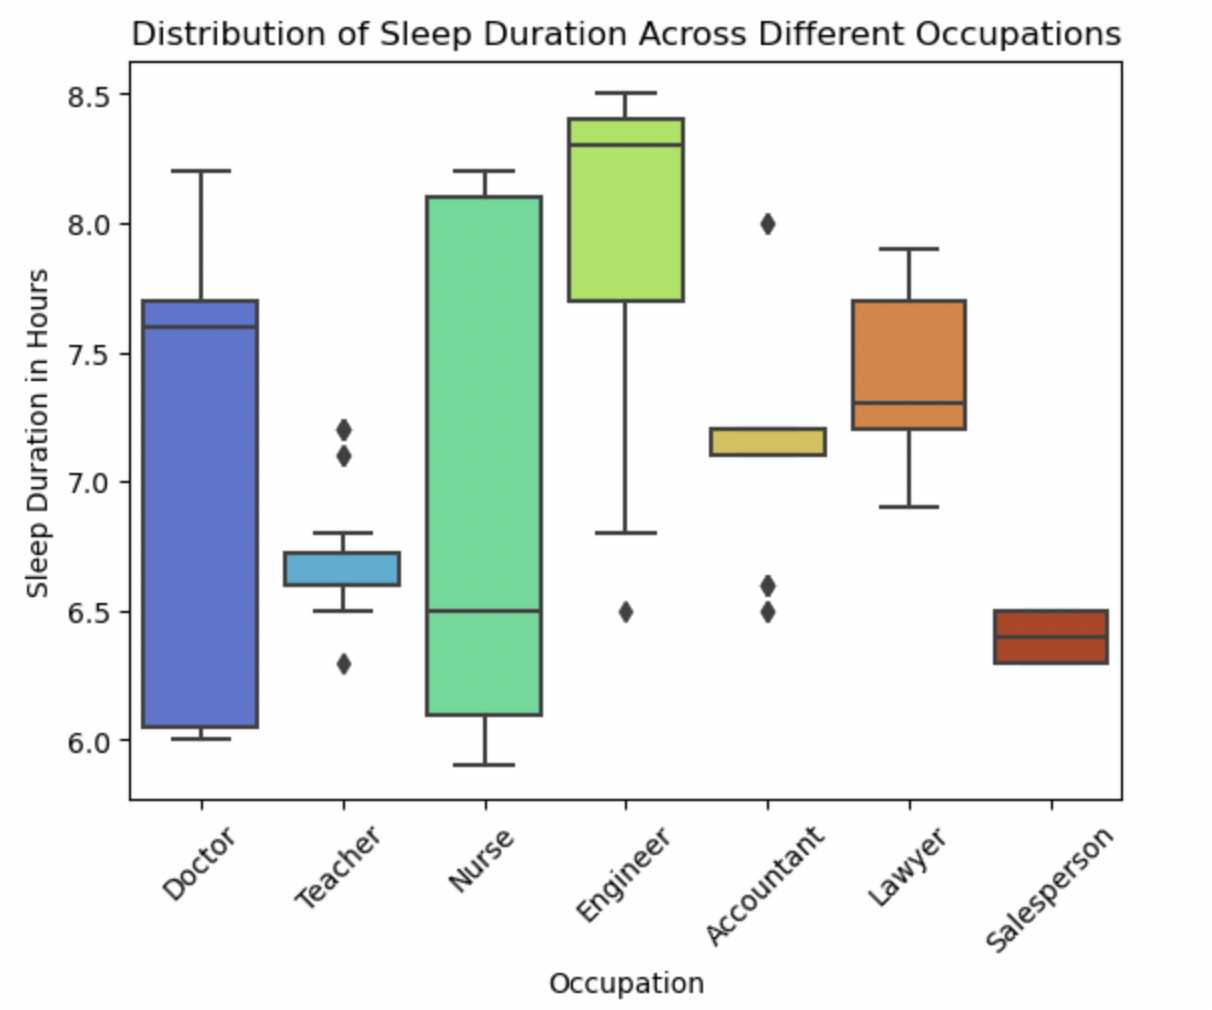 Distribution of Sleep Duration Across Different Occupations
8.5
8.0
7.5
7.0
6.5
6.0
Sleep Duration in Hours
Doctor
Teacher
Nurse
Engineer
Accountant
Lawyer
Salesperson
Occupation